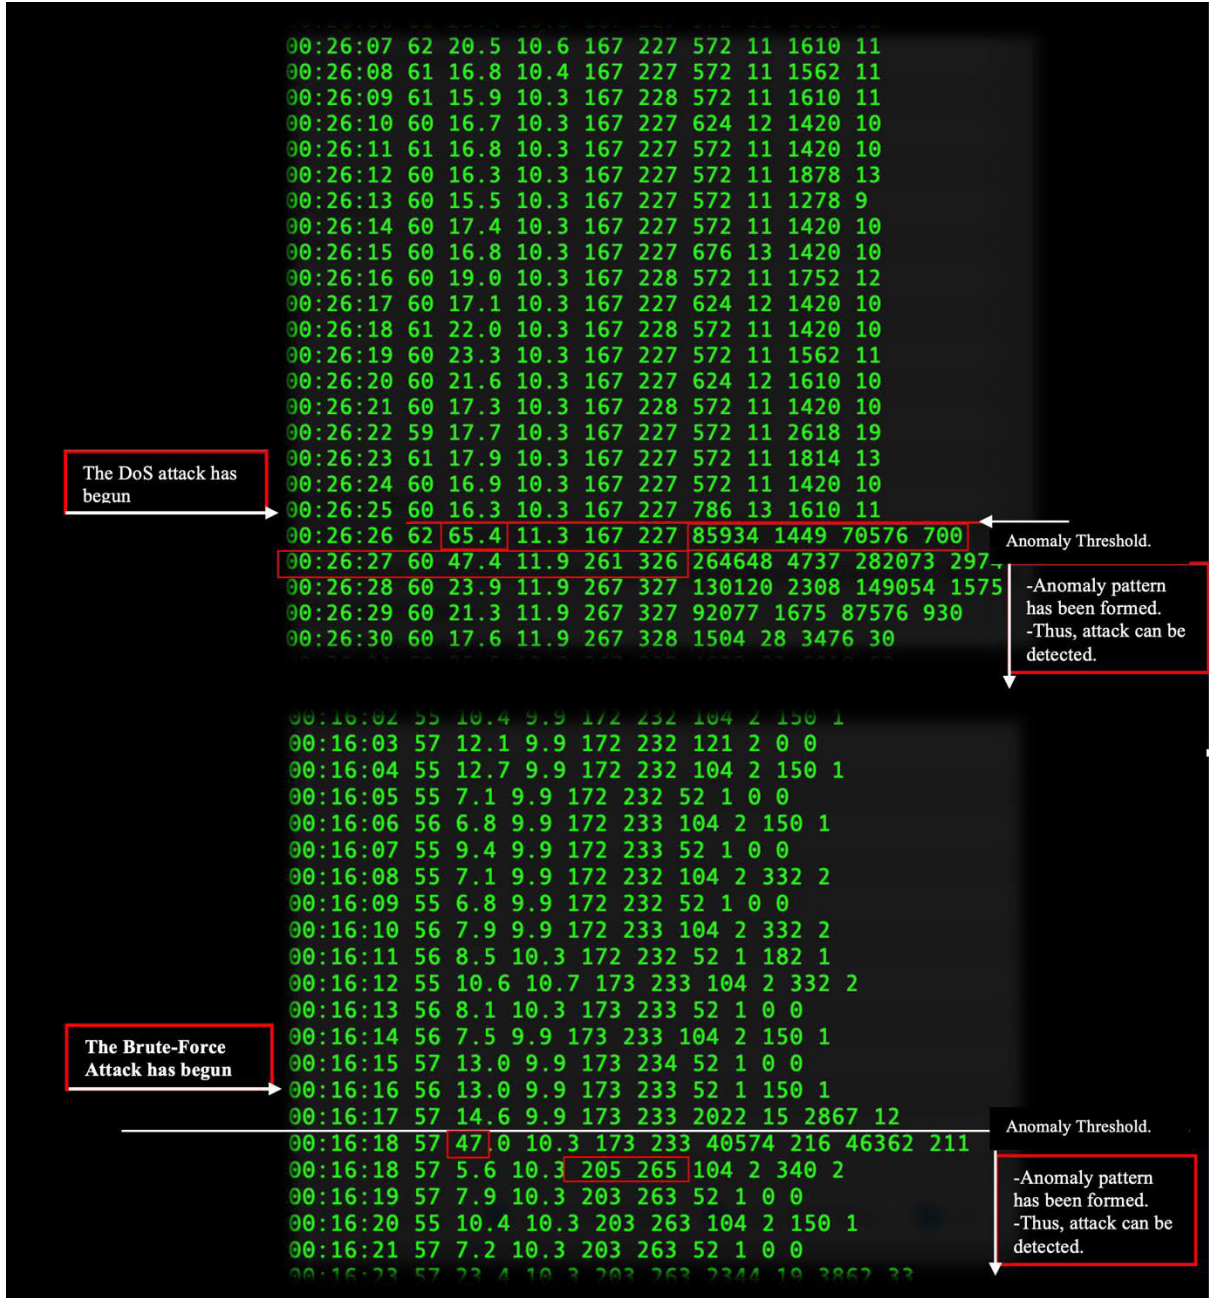 00:26:07 62 20.5 10.6 167 227 572 11 1610 11
00:26:08 61 16.8 10.4 167 227 572 11 1562 11
00:26:09 61 15.9 10.3 167 228 572 11 1610 11
00:26:10 60 16.7 10.3 167 227 624 12 1420 10
00:26:11 61 16.8 10.3 167 227 572 11 1420 10
00:26:12 60 16.3 10.3 167 227 572 11 1878 13
00:26:13 60 15.5 10.3 167 227 572 11 1278 9
00:26:14 60 17.4 10.3 167 227 572 11 1420 10
00:26:15 60 16.8 10.3 167 227 676 13 1420 10
00:26:16 60 19.0 10.3 167 228 572 11 1752 12
00:26:17 60 17.1 10.3 167 227 624 12 1420 10
00:26:18 61 22.0 10.3 167 228 572 11 1420 10
00:26:19 60 23.3 10.3 167 227 572 11 1562 11
00:26:20 60 21.6 10.3 167 227 624 12 1610 10
00:26:21 60 17.3 10.3 167 228 572 11 1420 10
00:26:22 59 17.7 10.3 167 227 572 11 2618 19
00:26:23 61 17.9 10.3 167 227 572 11 1814 13
00:26:24 60 16.9 10.3 167 227 572 11 1420 10
00:26:25 60 16.3 10.3 167 227 786 13 1610 11
The DoS attack has
begun
00:26:26 62 65.4 11.3 167 227 85934 1449 70576 700
00:26:27 60 47.4 11.9 261 326 264648 4737 282073 2974
00:26:28 60 23.9 11.9 267 327 130120 2308 149054 1575
00:26:29 60 21.3 11.9 267 327 92077 1675 87576 930
00:26:30 60 17.6 11.9 267 328 1504 28 3476 30
Anomaly Threshold.
-Anomaly pattern
has been formed.
-Thus, attack can be
detected.
00:16:02 55 10.4 9.9 172 232 104 2 150 1
00:16:03 57 12.1 9.9 172 232 121 2 0 0
00:16:04 55 12.7 9.9 172 232 104 2 150 1
00:16:05 55 7.1 9.9 172 232 52 1 0 0
00:16:06 56 6.8 9.9 172 233 104 2 150 1
00:16:07 55 9.4 9.9 172 233 52 1 0 0
00:16:08 55 7.1 9.9 172 232 104 2 332 2
00:16:09 55 6.8 9.9 172 232 52 1 0 0
00:16:10 56 7.9 9.9 172 233 104 2 332 2
00:16:11 56 8.5 10.3 172 232 52 1 182 1
00:16:12 55 10.6 10.7 173 233 104 2 332 2
00:16:13 56 8.1 10.3 173 233 52 1 0 0
00:16:14 56 7.5 9.9 173 233 104 2 150 1
00:16:15 57 13.0 9.9 173 234 52 1 0 0
00:16:16 56 13.0 9.9 173 233 52 1 150 1
The Brute-Force
Attack has begun
00:16:17 57 14.6 9.9 173 233 2022 15 2867 12
00:16:18 57 47.0 10.3 173 233 40574 216 46362 211
00:16:18 57 5.6 10.3 205 265 104 2 340 2
00:16:19 57 7.9 10.3 203 263 52 1 0 0
00:16:20 55 10.4 10.3 203 263 104 2 150 1
00:16:21 57 7.2 10.3 203 263 52 1 0 0
00:16:23 57 23.4 10.3 203 263 2344 19 3862 33
Anomaly Threshold.
-Anomaly pattern
has been formed.
-Thus, attack can be
detected.